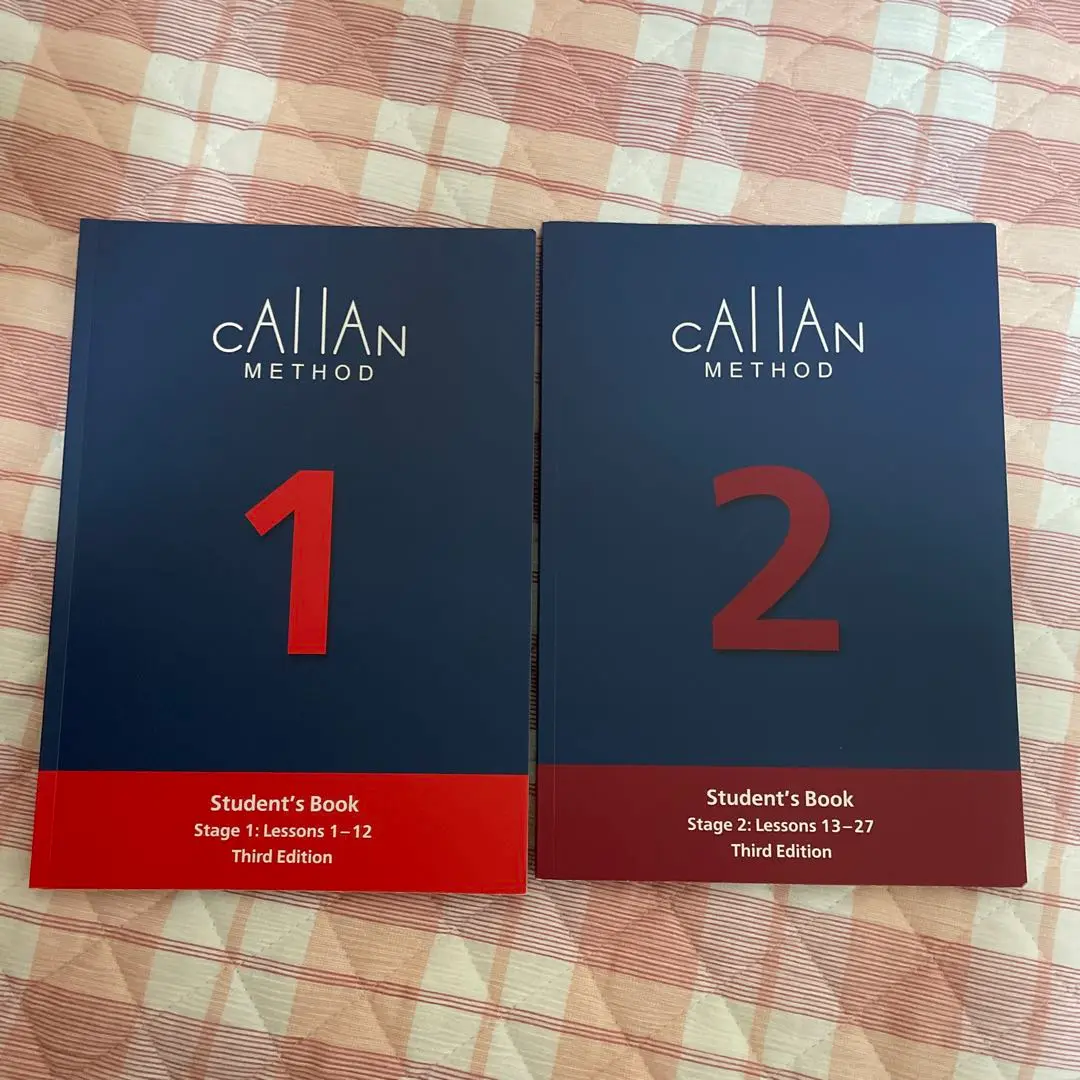 CAllAN
METHOD
1
Student's Book
Stage 1: Lessons 1–12
Third Edition
CAllAN
METHOD
2
Student's Book
Stage 2: Lessons 13–27
Third Edition